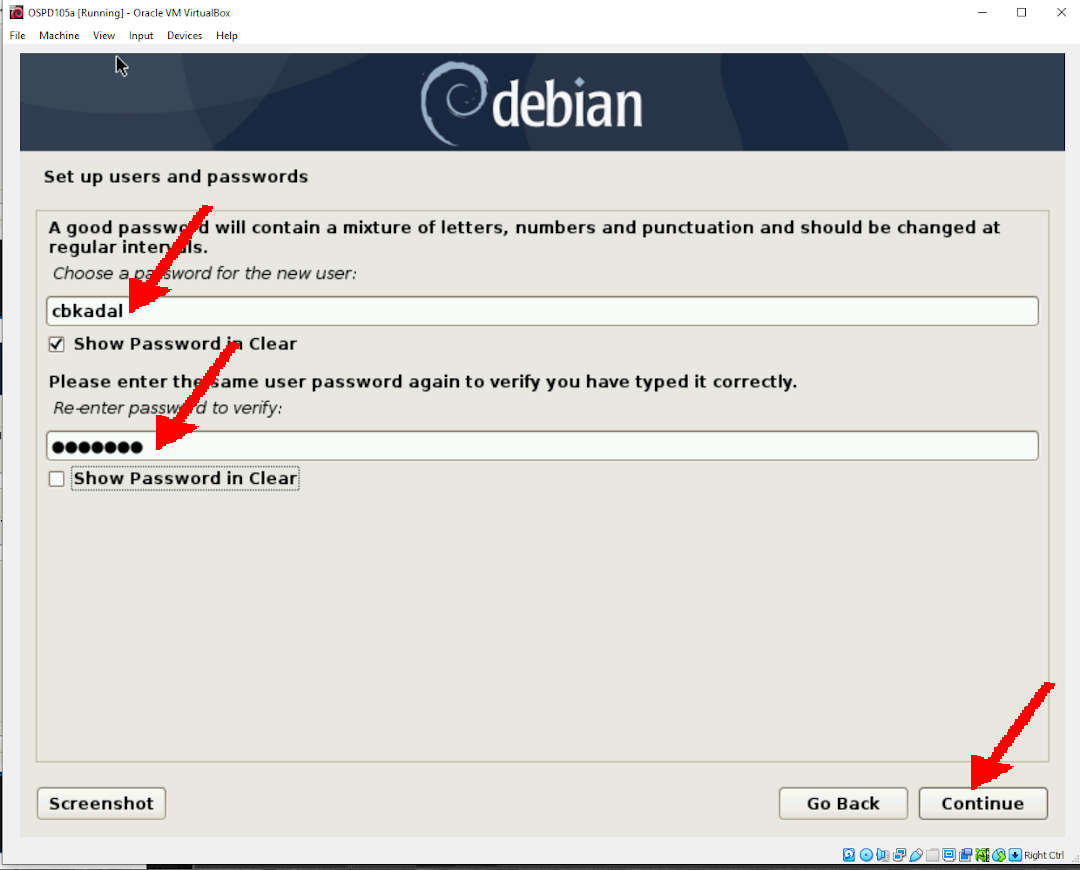 OSPD105a [Running] - Oracle VM VirtualBox
File Machine View Input Devices Help
debian
Set up users and passwords
A good password will contain a mixture of letters, numbers and punctuation and should be changed at
regular intervals.
Choose a password for the new user:
cbkadal
Show Password in Clear
Please enter the same user password again to verify you have typed it correctly.
Re-enter password to verify:
●●●●●●●
Show Password in Clear
Screenshot
Go Back
Continue
Right Ctrl